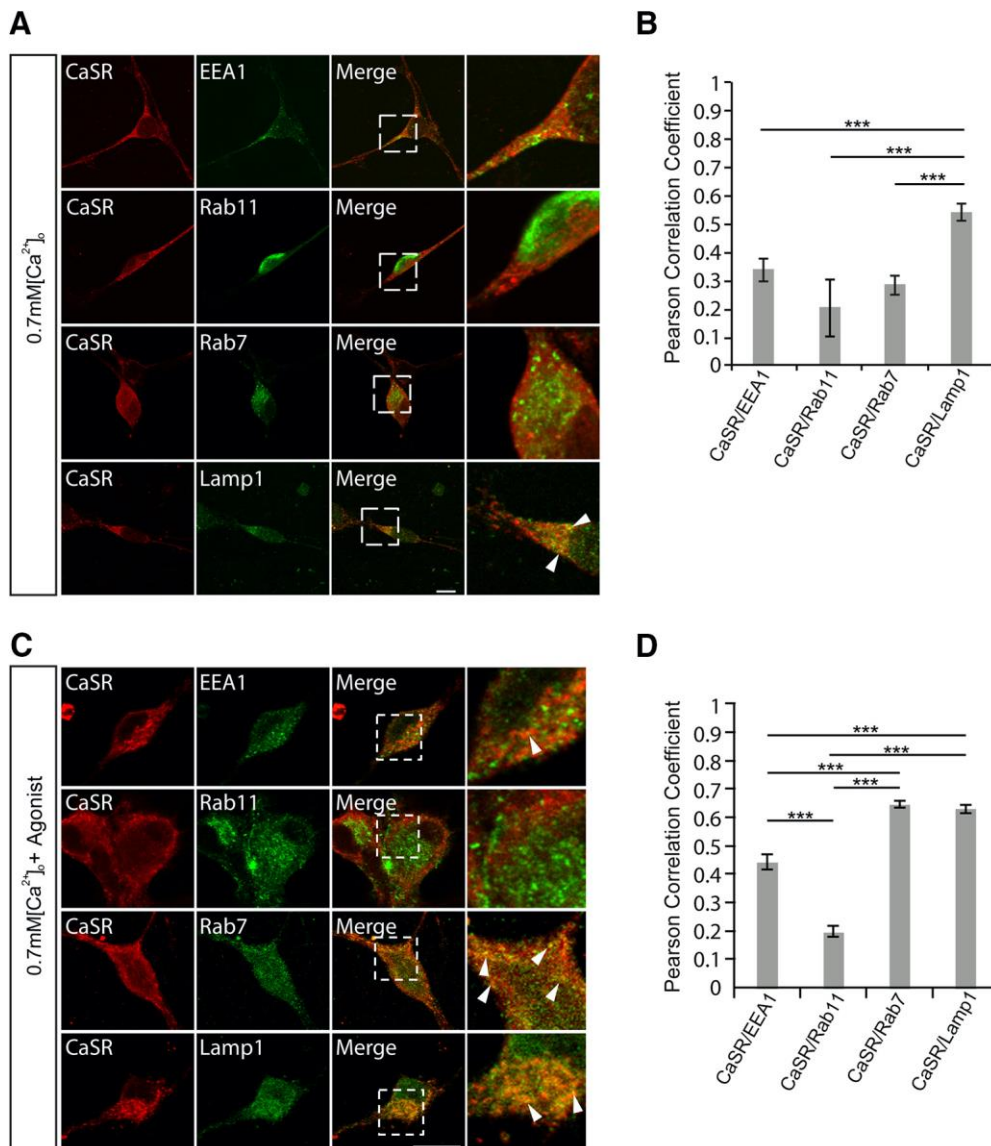 A
0.7mM[Ca²⁺]ₒ
CaSR
EEA1
Merge
CaSR
Rab11
Merge
CaSR
Rab7
Merge
CaSR
Lamp1
Merge
B
Pearson Correlation Coefficient
1
0.9
0.8
0.7
0.6
0.5
0.4
0.3
0.2
0.1
0
***
***
***
CaSR/EEA1
CaSR/Rab11
CaSR/Rab7
CaSR/Lamp1
C
0.7mM[Ca²⁺]ₒ+ Agonist
CaSR
EEA1
Merge
CaSR
Rab11
Merge
CaSR
Rab7
Merge
CaSR
Lamp1
Merge
D
Pearson Correlation Coefficient
1
0.9
0.8
0.7
0.6
0.5
0.4
0.3
0.2
0.1
0
***
***
***
***
***
CaSR/EEA1
CaSR/Rab11
CaSR/Rab7
CaSR/Lamp1